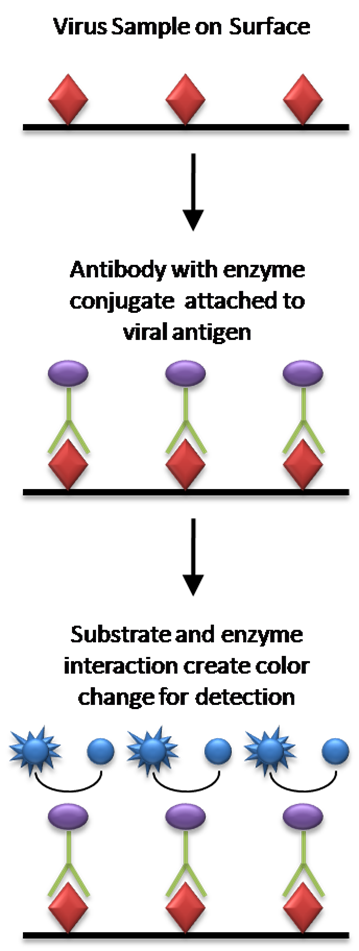 Virus Sample on Surface
Antibody with enzyme
conjugate attached to
viral antigen
Substrate and enzyme
interaction create color
change for detection